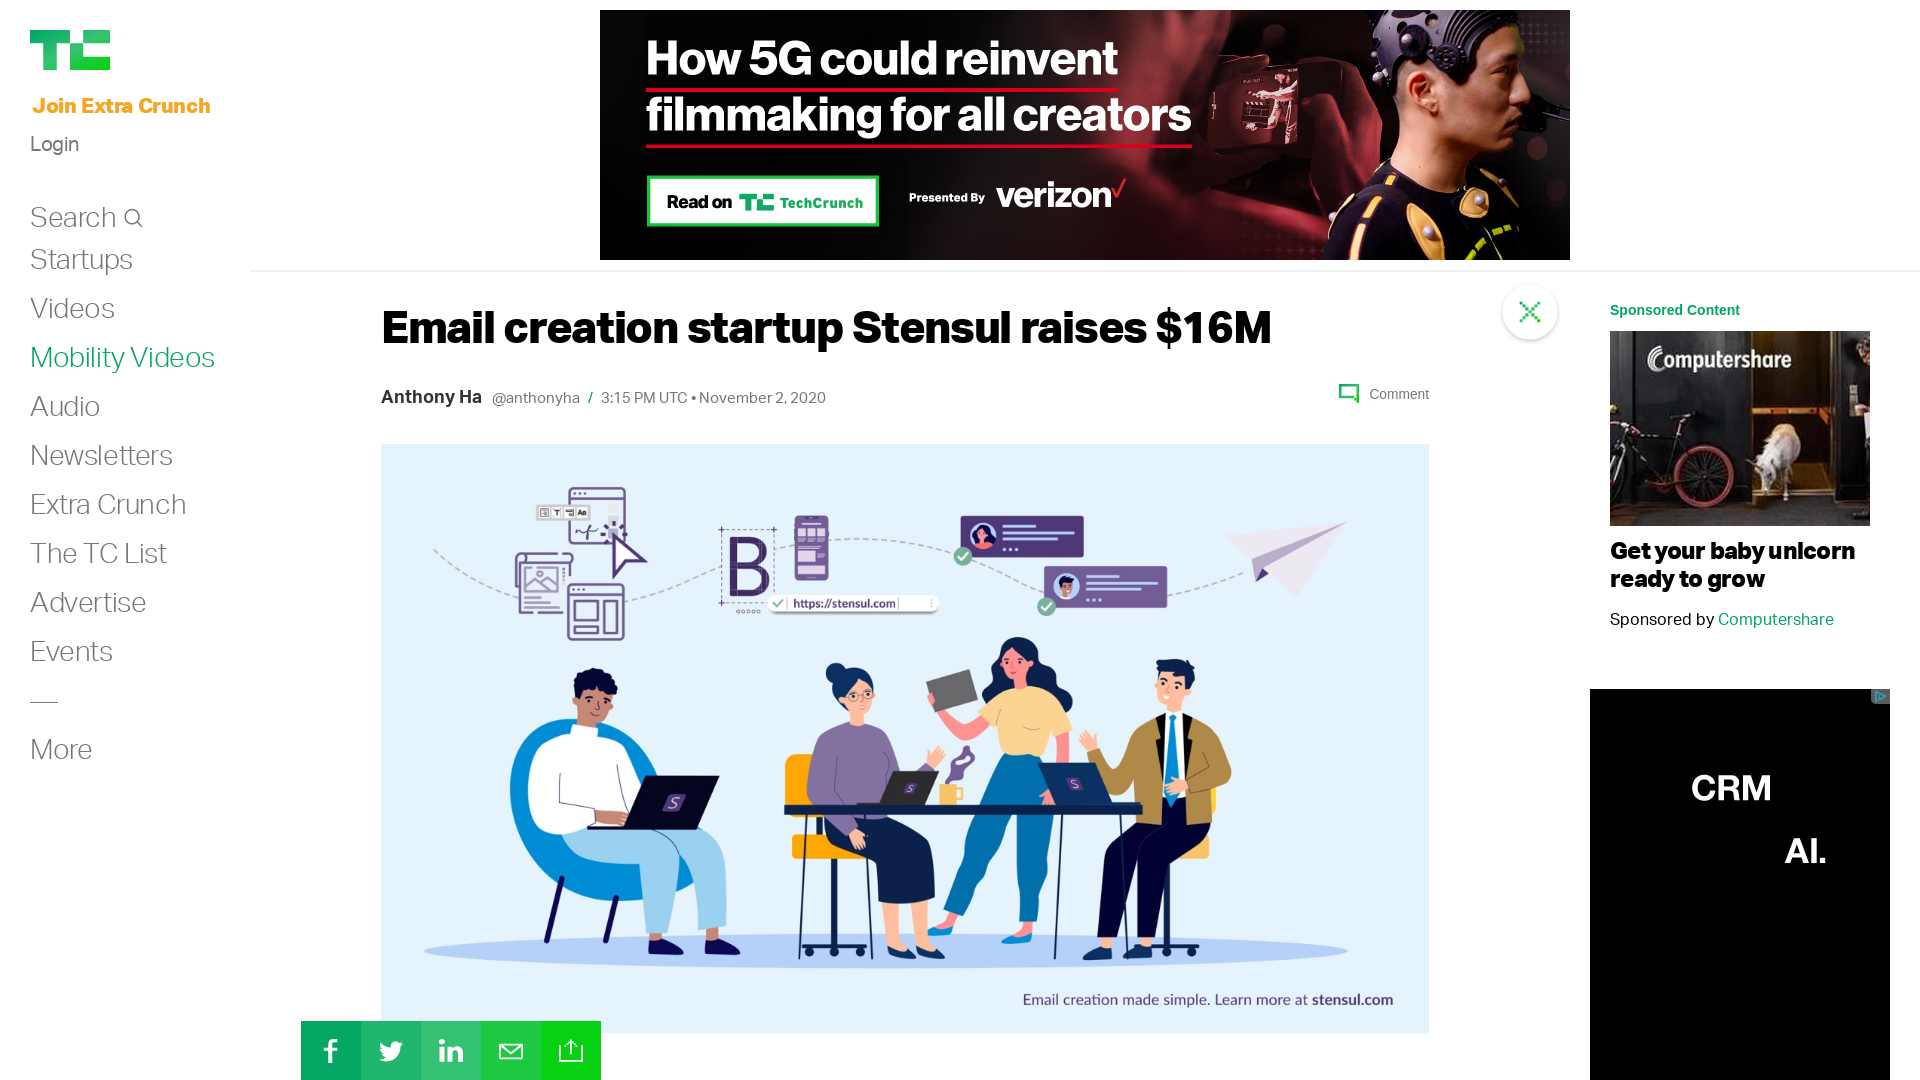 Join Extra Crunch
Login
Search
Startups
Videos
Mobility Videos
Audio
Newsletters
Extra Crunch
The TC List
Advertise
Events
More
How 5G could reinvent
filmmaking for all creators
Read on TC TechCrunch
Presented By verizon
Email creation startup Stensul raises $16M
Anthony Ha @anthonyha / 3:15 PM UTC • November 2, 2020
Comment
T
Aa
B
https://stensul.com
S
S
S
Email creation made simple. Learn more at stensul.com
Sponsored Content
Computershare
Get your baby unicorn
ready to grow
Sponsored by Computershare
CRM
AI.